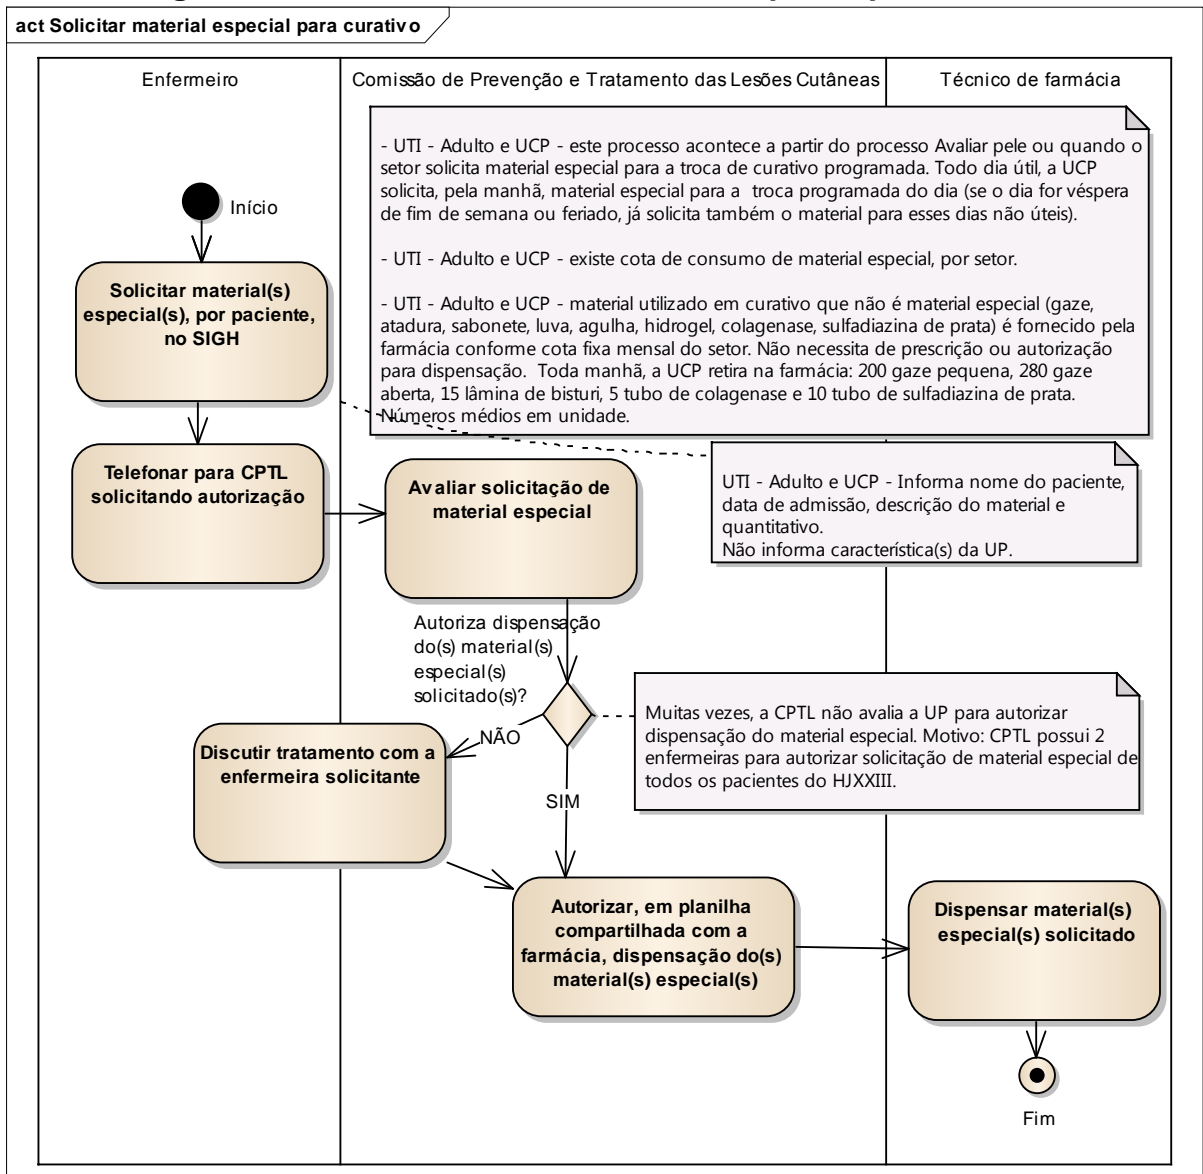 act Solicitar material especial para curativo
Enfermeiro
Comissão de Prevenção e Tratamento das Lesões Cutâneas
Técnico de farmácia
- UTI - Adulto e UCP - este processo acontece a partir do processo Avaliar pele ou quando o
setor solicita material especial para a troca de curativo programada. Todo dia útil, a UCP
solicita, pela manhã, material especial para a troca programada do dia (se o dia for véspera
de fim de semana ou feriado, já solicita também o material para esses dias não úteis).
- UTI - Adulto e UCP - existe cota de consumo de material especial, por setor.
- UTI - Adulto e UCP - material utilizado em curativo que não é material especial (gaze,
atadura, sabonete, luva, agulha, hidrogel, colagenase, sulfadiazina de prata) é fornecido pela
farmácia conforme cota fixa mensal do setor. Não necessita de prescrição ou autorização
para dispensação. Toda manhã, a UCP retira na farmácia: 200 gaze pequena, 280 gaze
aberta, 15 lâmina de bisturi, 5 tubo de colagenase e 10 tubo de sulfadiazina de prata.
Números médios em unidade.
Início
Solicitar material(s)
especial(s), por paciente,
no SIGH
Telefonar para CPTL
solicitando autorização
Avaliar solicitação de
material especial
UTI - Adulto e UCP - Informa nome do paciente,
data de admissão, descrição do material e
quantitativo.
Não informa característica(s) da UP.
Autoriza dispensação
do(s) material(s)
especial(s)
solicitado(s)?
Muitas vezes, a CPTL não avalia a UP para autorizar
dispensação do material especial. Motivo: CPTL possui 2
enfermeiras para autorizar solicitação de material especial de
todos os pacientes do HJXXIII.
NÃO
Discutir tratamento com a
enfermeira solicitante
SIM
Autorizar, em planilha
compartilhada com a
farmácia, dispensação do(s)
material(s) especial(s)
Dispensar material(s)
especial(s) solicitado
Fim